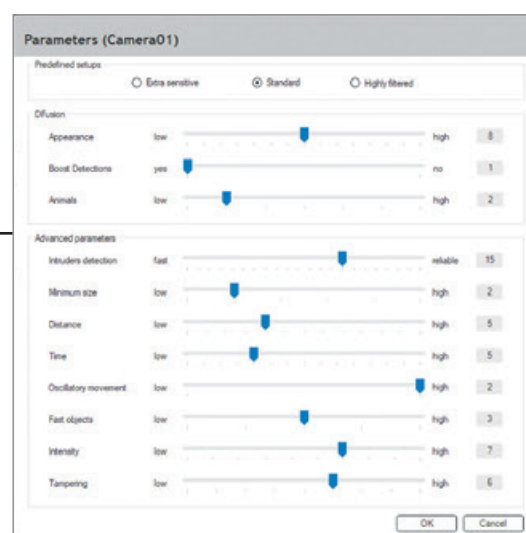 Parameters (Camera01)
Predefined setups
Extra sensitive Standard Highly filtered
Difusion
Appearance low high 8
Boost Detections yes no 1
Animals low high 2
Advanced parameters
Intruders detection fast reliable 15
Minimum size low high 2
Distance low high 5
Time low high 5
Oscillatory movement low high 2
Fast objects low high 3
Intensity low high 7
Tampering low high 6
OK Cancel